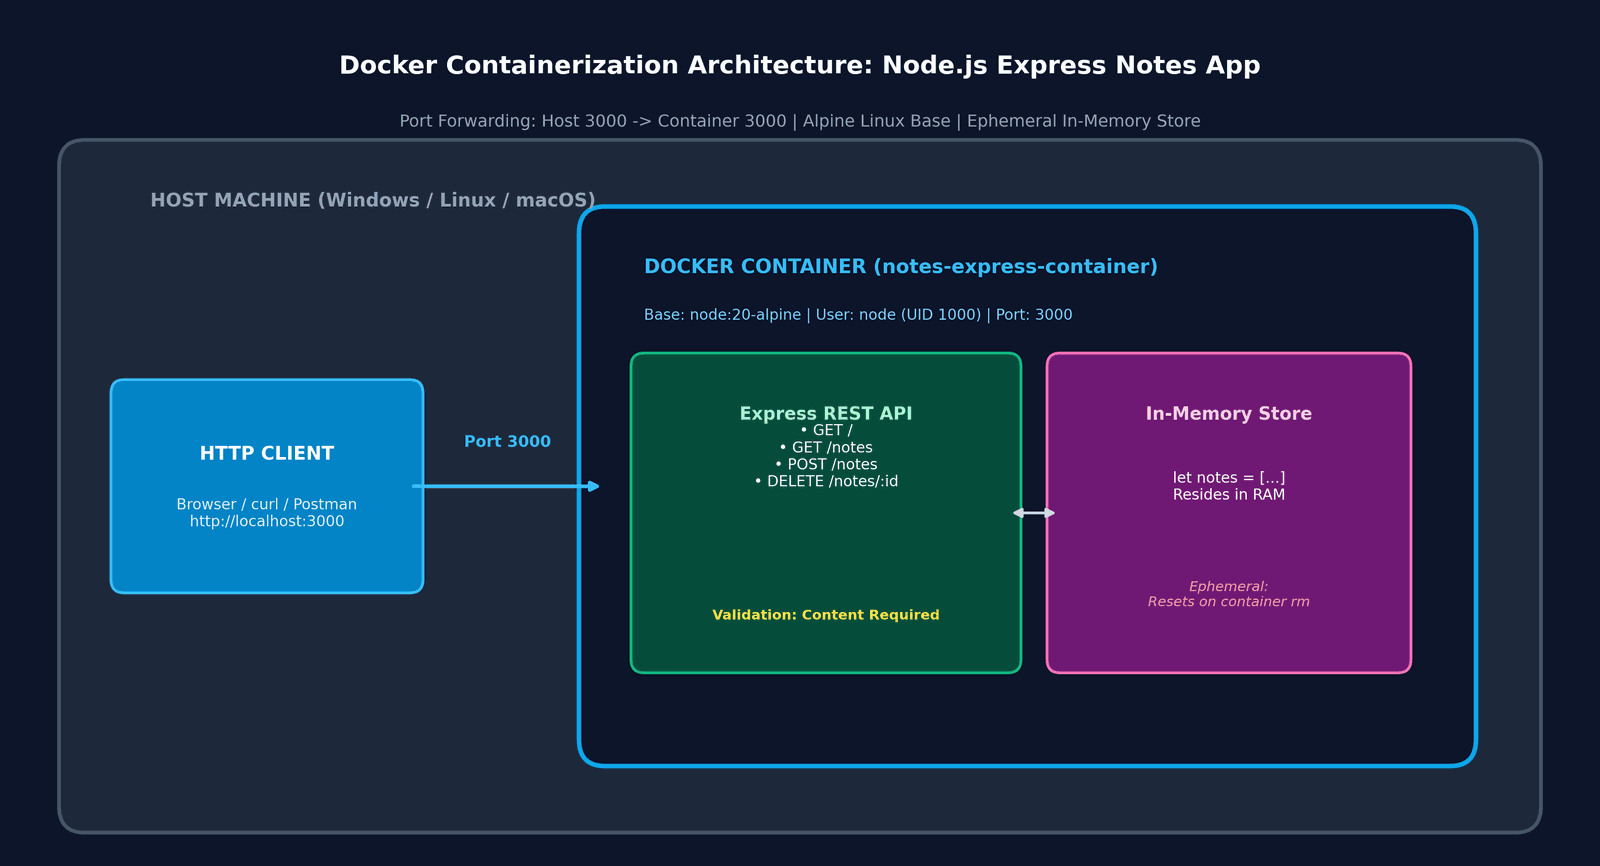 Docker Containerization Architecture: Node.js Express Notes App
Port Forwarding: Host 3000 -> Container 3000 | Alpine Linux Base | Ephemeral In-Memory Store
HOST MACHINE (Windows / Linux / macOS)
DOCKER CONTAINER (notes-express-container)
Base: node:20-alpine | User: node (UID 1000) | Port: 3000
HTTP CLIENT
Browser / curl / Postman
http://localhost:3000
Port 3000
Express REST API
• GET /
• GET /notes
• POST /notes
• DELETE /notes/:id
Validation: Content Required
In-Memory Store
let notes = [...]
Resides in RAM
Ephemeral:
Resets on container rm